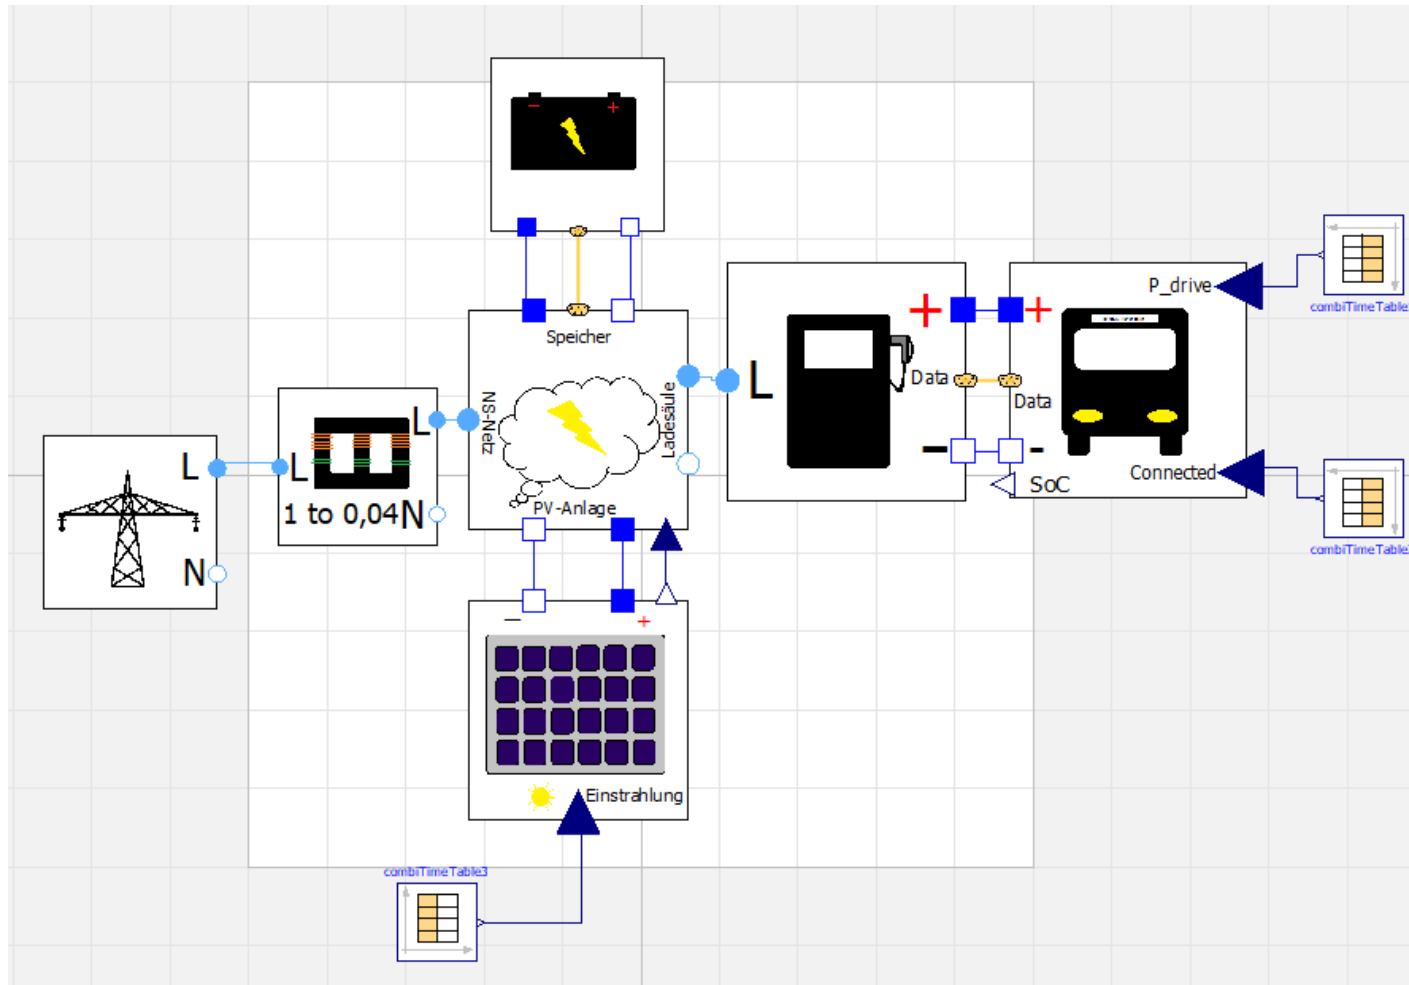 - +
P_drive
combiTimeTable
Speicher
+ +
L
NS-Netz
Ladesäule
L
Data
Data
L
L
- -
Connected
SoC
1 to 0,04 N
PV-Anlage
N
combiTimeTable
− +
Einstrahlung
combiTimeTable3